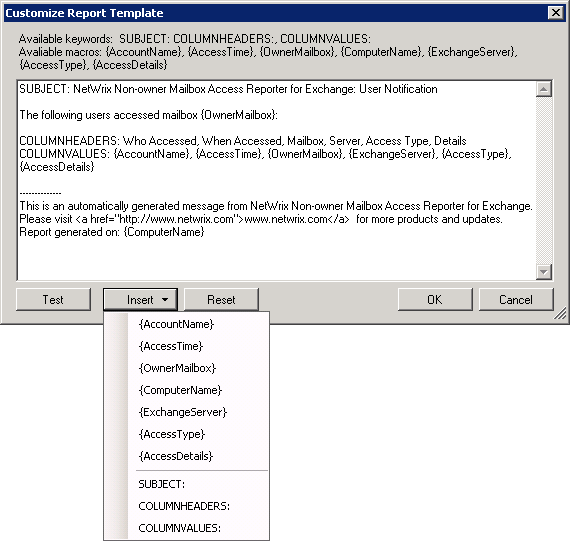 Customize Report Template
Available keywords: SUBJECT: COLUMNHEADERS:, COLUMNVALUES:
Avaliable macros: {AccountName}, {AccessTime}, {OwnerMailbox}, {ComputerName}, {ExchangeServer},
{AccessType}, {AccessDetails}
SUBJECT: NetWrix Non-owner Mailbox Access Reporter for Exchange: User Notification
The following users accessed mailbox {OwnerMailbox}:
COLUMNHEADERS: Who Accessed, When Accessed, Mailbox, Server, Access Type, Details
COLUMNVALUES: {AccountName}, {AccessTime}, {OwnerMailbox}, {ExchangeServer}, {AccessType},
{AccessDetails}
--------------
This is an automatically generated message from NetWrix Non-owner Mailbox Access Reporter for Exchange.
Please visit <a href="http://www.netwrix.com">www.netwrix.com</a>  for more products and updates.
Report generated on: {ComputerName}
Test Insert Reset OK Cancel
{AccountName}
{AccessTime}
{OwnerMailbox}
{ComputerName}
{ExchangeServer}
{AccessType}
{AccessDetails}
SUBJECT:
COLUMNHEADERS:
COLUMNVALUES: